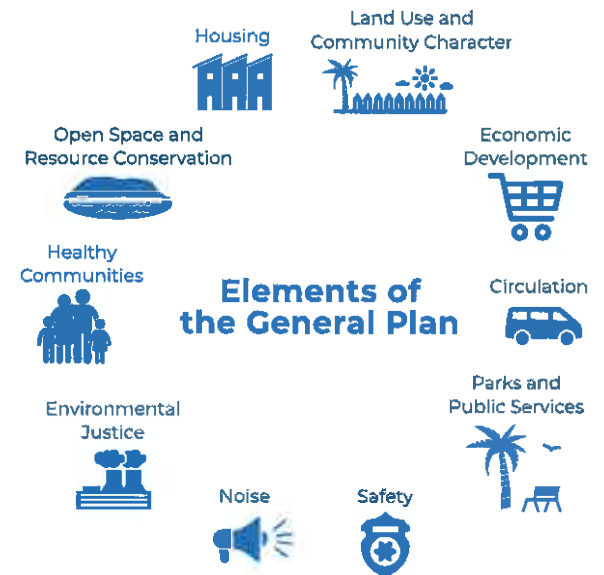 Housing
Land Use and
Community Character
Open Space and
Resource Conservation
Economic
Development
Healthy
Communities
Elements of
the General Plan
Circulation
Environmental
Justice
Parks and
Public Services
Noise
Safety